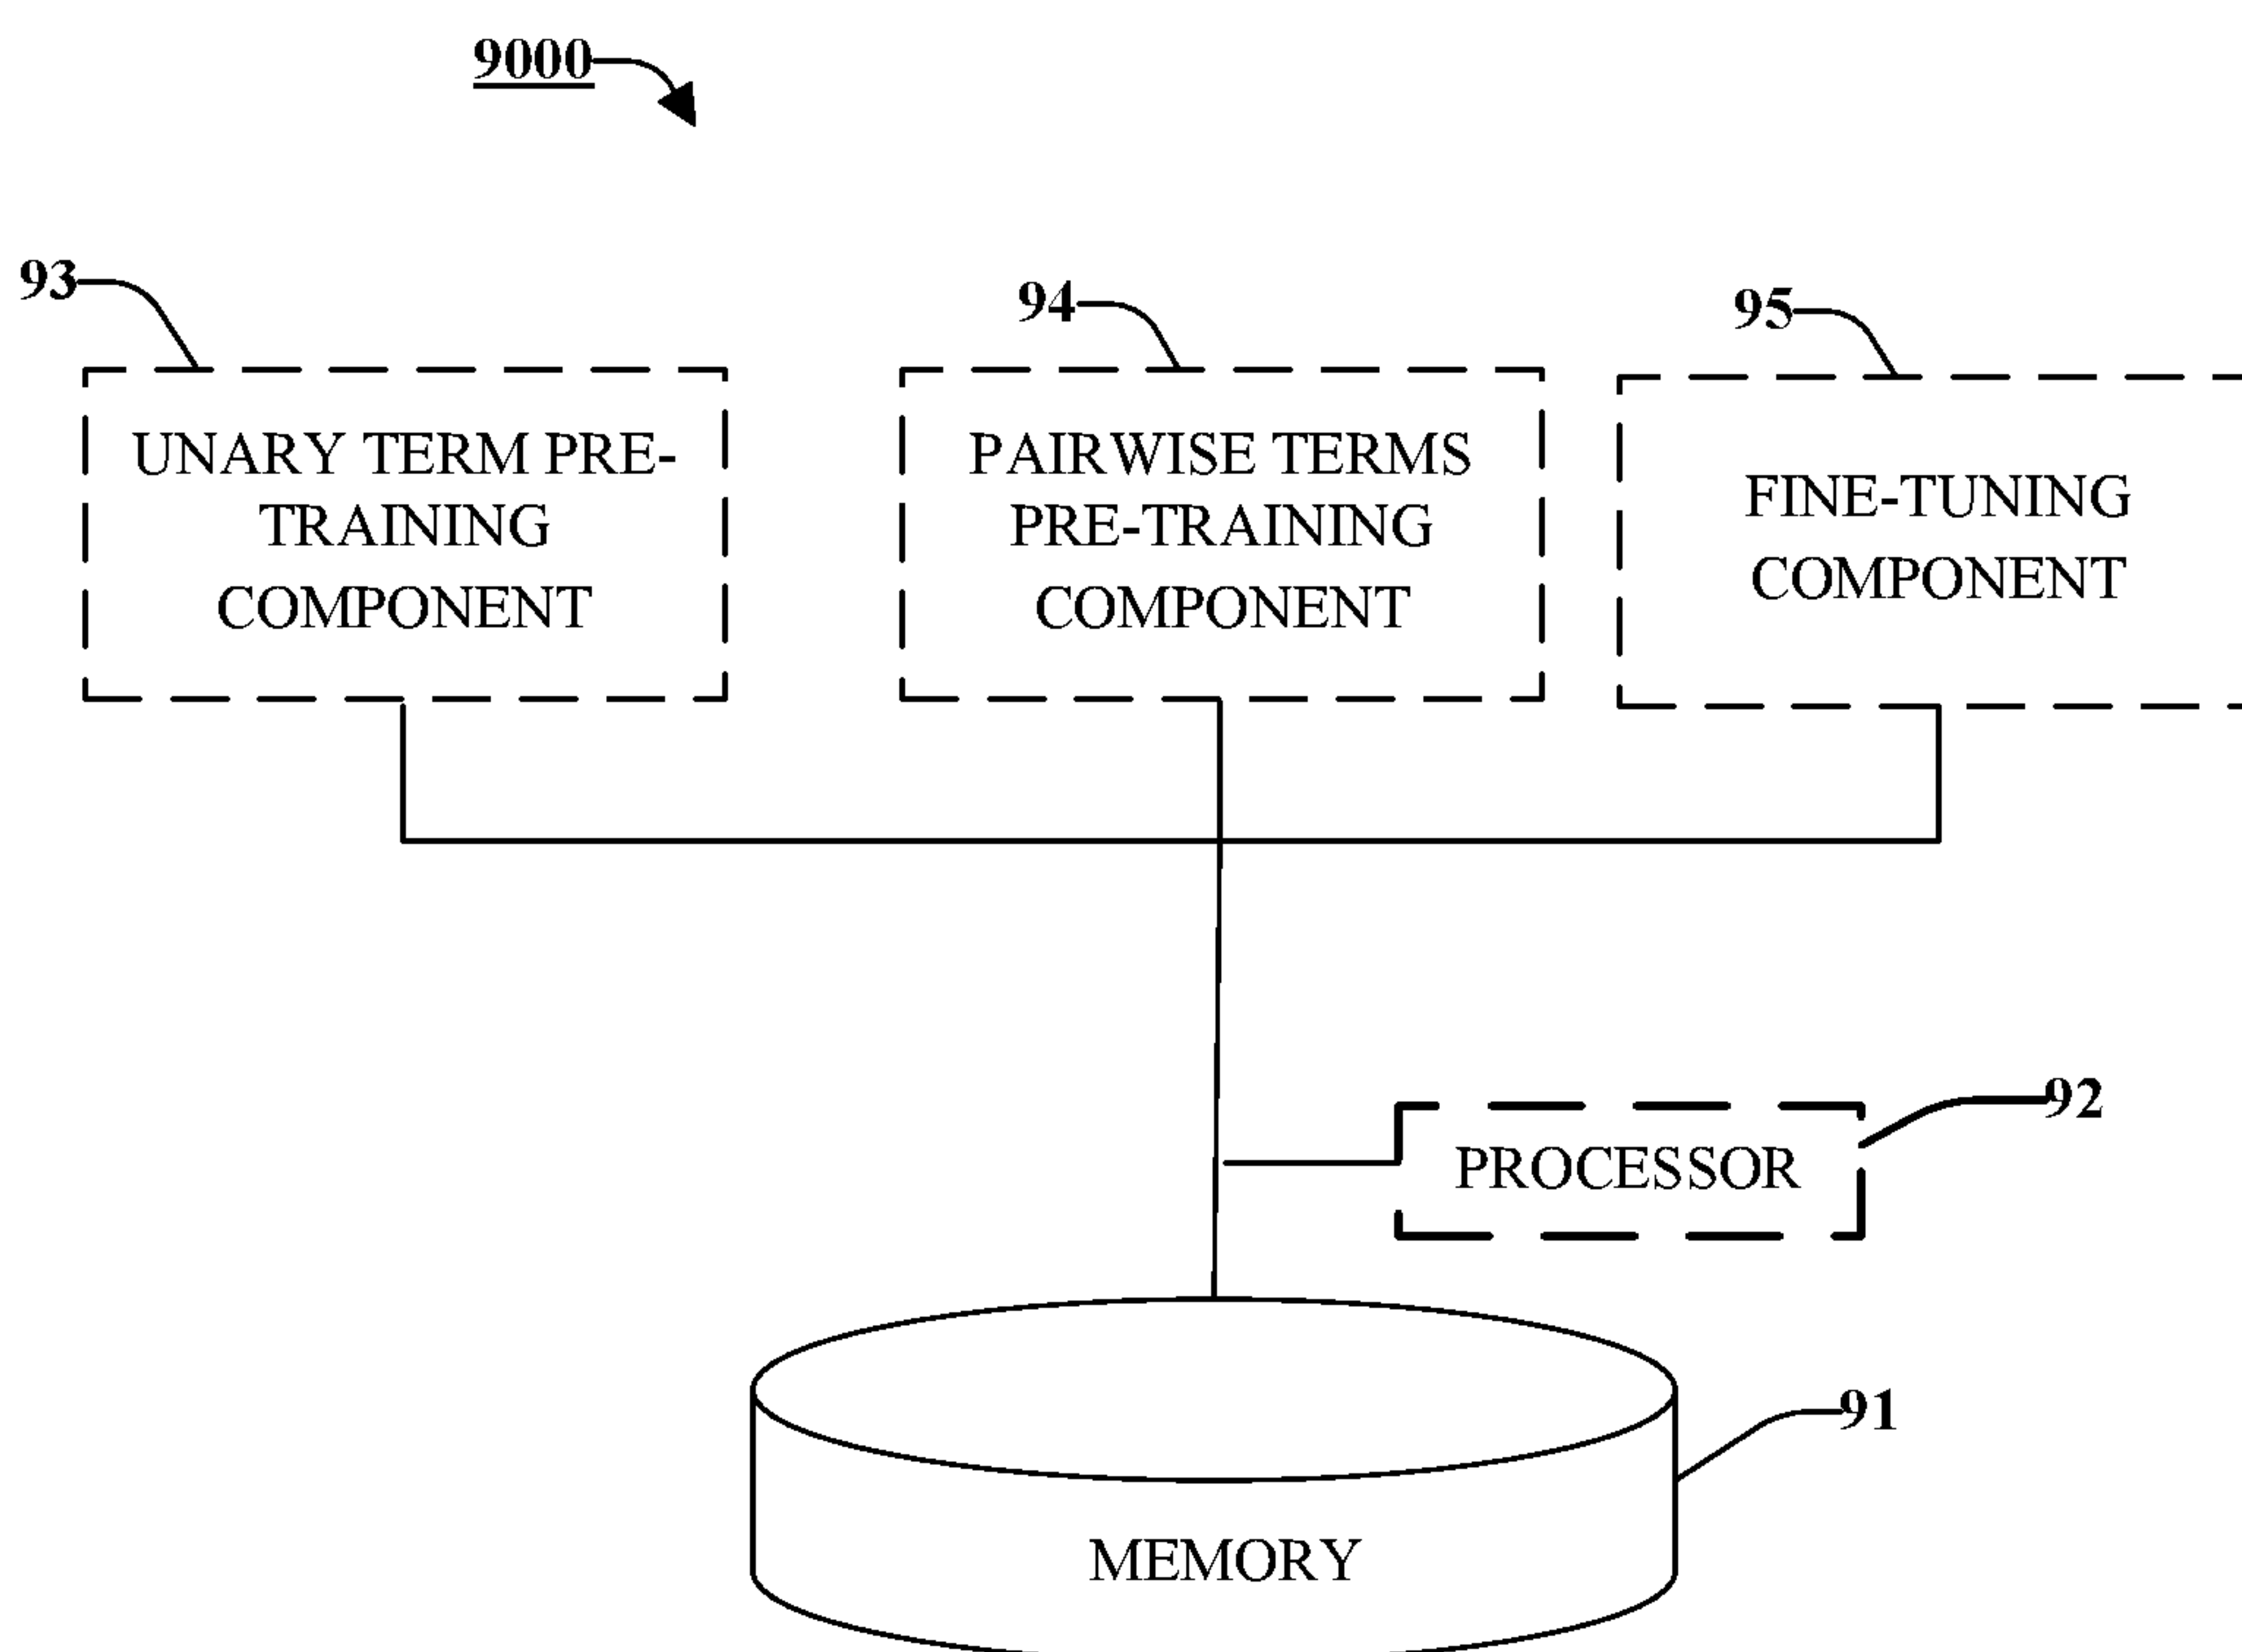 9000
93
94
95
UNARY TERM PRE-
TRAINING
COMPONENT
PAIRWISE TERMS
PRE-TRAINING
COMPONENT
FINE-TUNING
COMPONENT
92
PROCESSOR
91
MEMORY